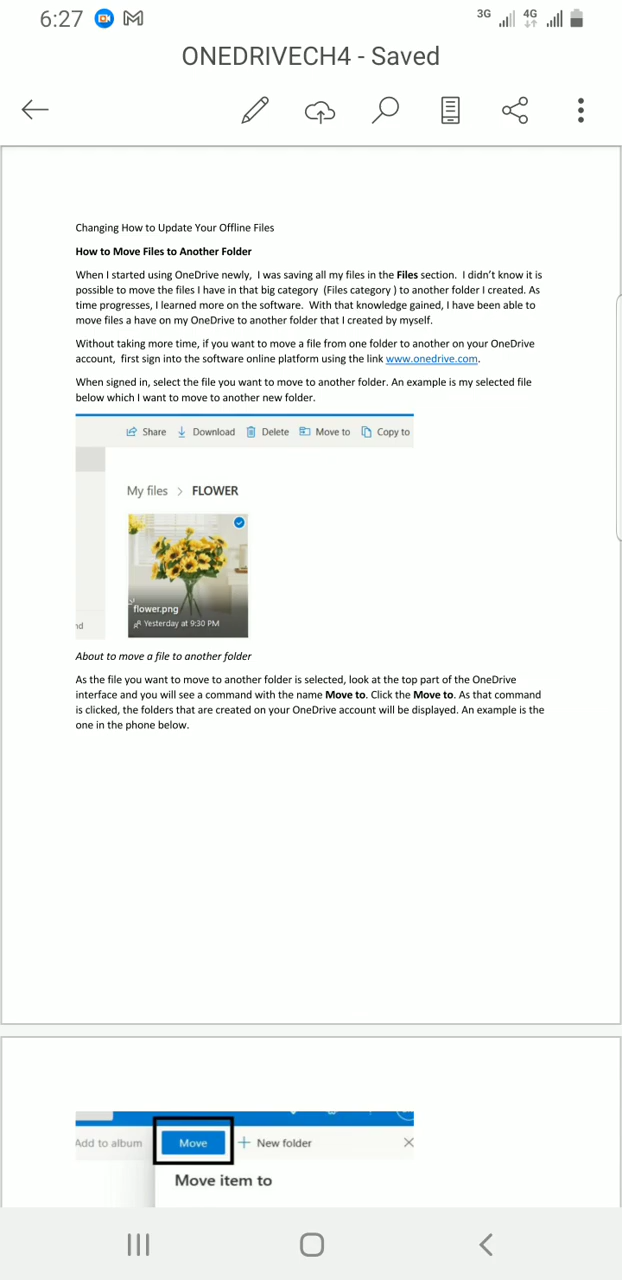 6:27 3G 4G
ONEDRIVECH4 - Saved
Changing How to Update Your Offline Files
How to Move Files to Another Folder
When I started using OneDrive newly,  I was saving all my files in the Files section.  I didn't know it is
possible to move the files I have in that big category  (Files category ) to another folder I created. As
time progresses, I learned more on the software.  With that knowledge gained, I have been able to
move files a have on my OneDrive to another folder that I created by myself.
Without taking more time, if you want to move a file from one folder to another on your OneDrive
account,  first sign into the software online platform using the link www.onedrive.com.
When signed in, select the file you want to move to another folder. An example is my selected file
below which I want to move to another new folder.
Share Download Delete Move to Copy to
My files > FLOWER
flower.png
nd Yesterday at 9:30 PM
About to move a file to another folder
As the file you want to move to another folder is selected, look at the top part of the OneDrive
interface and you will see a command with the name Move to. Click the Move to. As that command
is clicked, the folders that are created on your OneDrive account will be displayed. An example is the
one in the phone below.
Add to album Move + New folder ×
Move item to